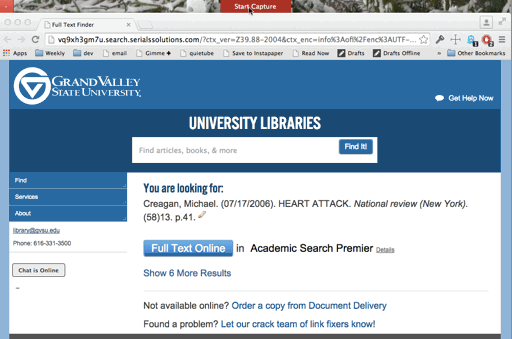 Start Capture
Full Text Finder
vq9xh3gm7u.search.serialssolutions.com/?ctx_ver=Z39.88-2004&ctx_enc=info%3Aofi%2Fenc%3AUTF-...
Apps Weekly dev email Gimme + quietube Save to Instapaper Read Now Drafts Drafts Offline » Other Bookmarks
GRAND VALLEY
STATE UNIVERSITY
Get Help Now
UNIVERSITY LIBRARIES
Find articles, books, & more Find It!
Find
Services
About
library@gvsu.edu
Phone: 616-331-3500
Chat is Online
You are looking for:
Creagan, Michael. (07/17/2006). HEART ATTACK. National review (New York).
(58)13. p.41.
Full Text Online in Academic Search Premier Details
Show 6 More Results
Not available online? Order a copy from Document Delivery
Found a problem? Let our crack team of link fixers know!